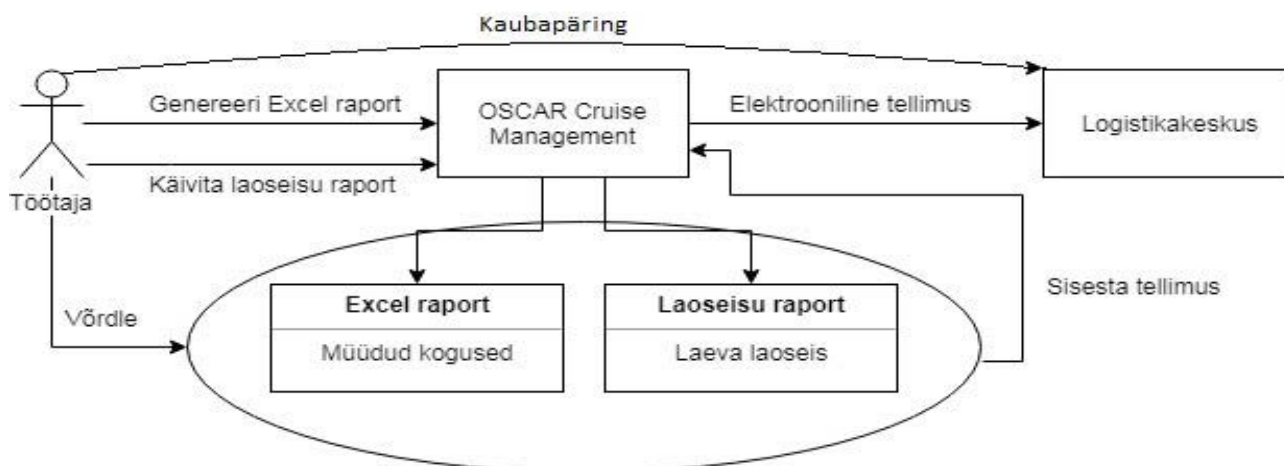 Kaubapäring
Genereeri Excel raport
OSCAR Cruise
Management
Elektrooniline tellimus
Logistikakeskus
Käivita laoseisu raport
Töötaja
Võrdle
Excel raport
Müüdud kogused
Laoseisu raport
Laeva laoseis
Sisesta tellimus